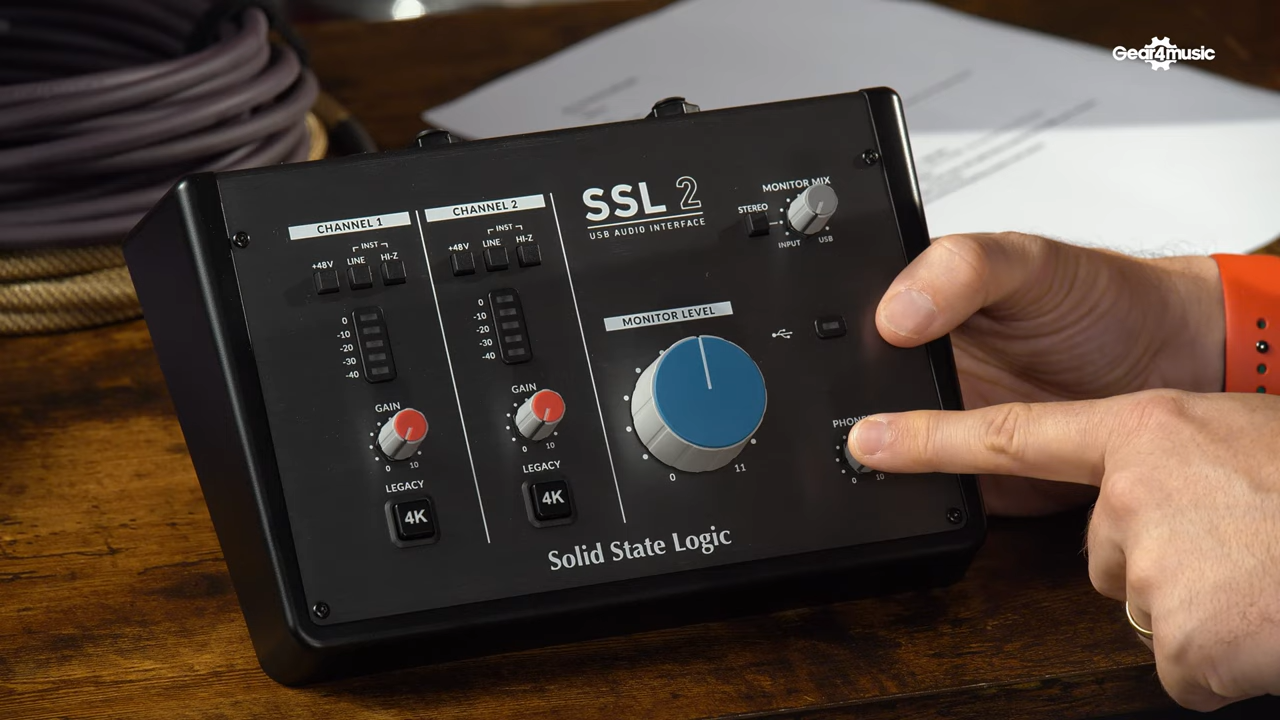 Gear4music
CHANNEL 1
INST
+48V LINE HI-Z
0
-10
-20
-30
-40
GAIN
0 10
LEGACY
4K
CHANNEL 2
INST
+48V LINE HI-Z
0
-10
-20
-30
-40
GAIN
0 10
LEGACY
4K
SSL 2
USB AUDIO INTERFACE
MONITOR MIX
STEREO
INPUT USB
MONITOR LEVEL
0 11
0 10
Solid State Logic